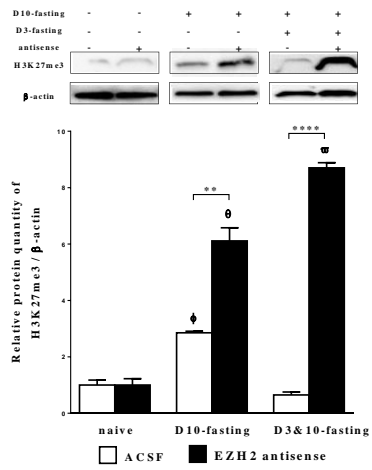 D10-fasting - - + + + +
D3-fasting + +
antisense - + - + - +
H3K27me3
β-actin
Relative protein quantity of
H3K27me3 / β-actin
10
8
6
4
2
0
**
****
ϕ
θ
ϖ
naive D10-fasting D3&10-fasting
ACSF EZH2 antisense